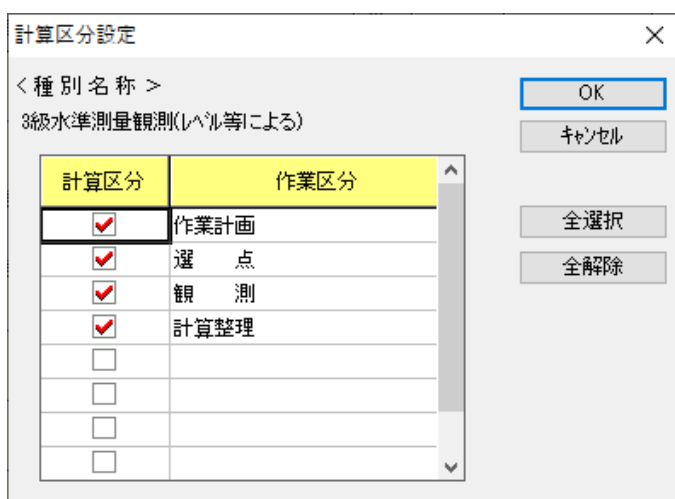 計算区分設定
<種別名称>
3級水準測量観測(ﾚﾍﾞﾙ等による)
OK
ｷｬﾝｾﾙ
計算区分 作業区分
作業計画
全選択
選　点
全解除
観　測
計算整理